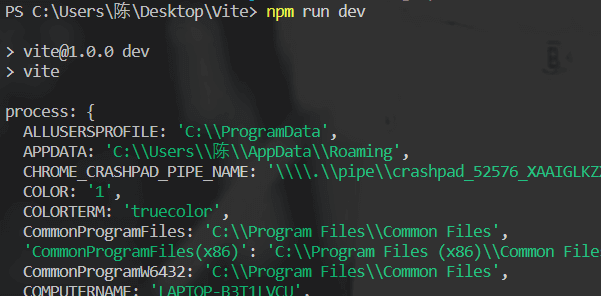 PS C:\Users\陈\Desktop\Vite> npm run dev
> vite@1.0.0 dev
> vite
process: {
ALLUSERSPROFILE: 'C:\\ProgramData',
APPDATA: 'C:\\Users\\陈\\AppData\\Roaming',
CHROME_CRASHPAD_PIPE_NAME: '\\\\.\\pipe\\crashpad_52576_XAAIGLKZ
COLOR: '1',
COLORTERM: 'truecolor',
CommonProgramFiles: 'C:\\Program Files\\Common Files',
'CommonProgramFiles(x86)': 'C:\\Program Files (x86)\\Common File
CommonProgramW6432: 'C:\\Program Files\\Common Files',
COMPUTERNAME: 'LAPTOP-B3T1LVCU',